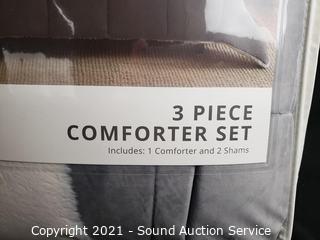 3 PIECE
COMFORTER SET
Includes: 1 Comforter and 2 Shams
Copyright 2021 - Sound Auction Service